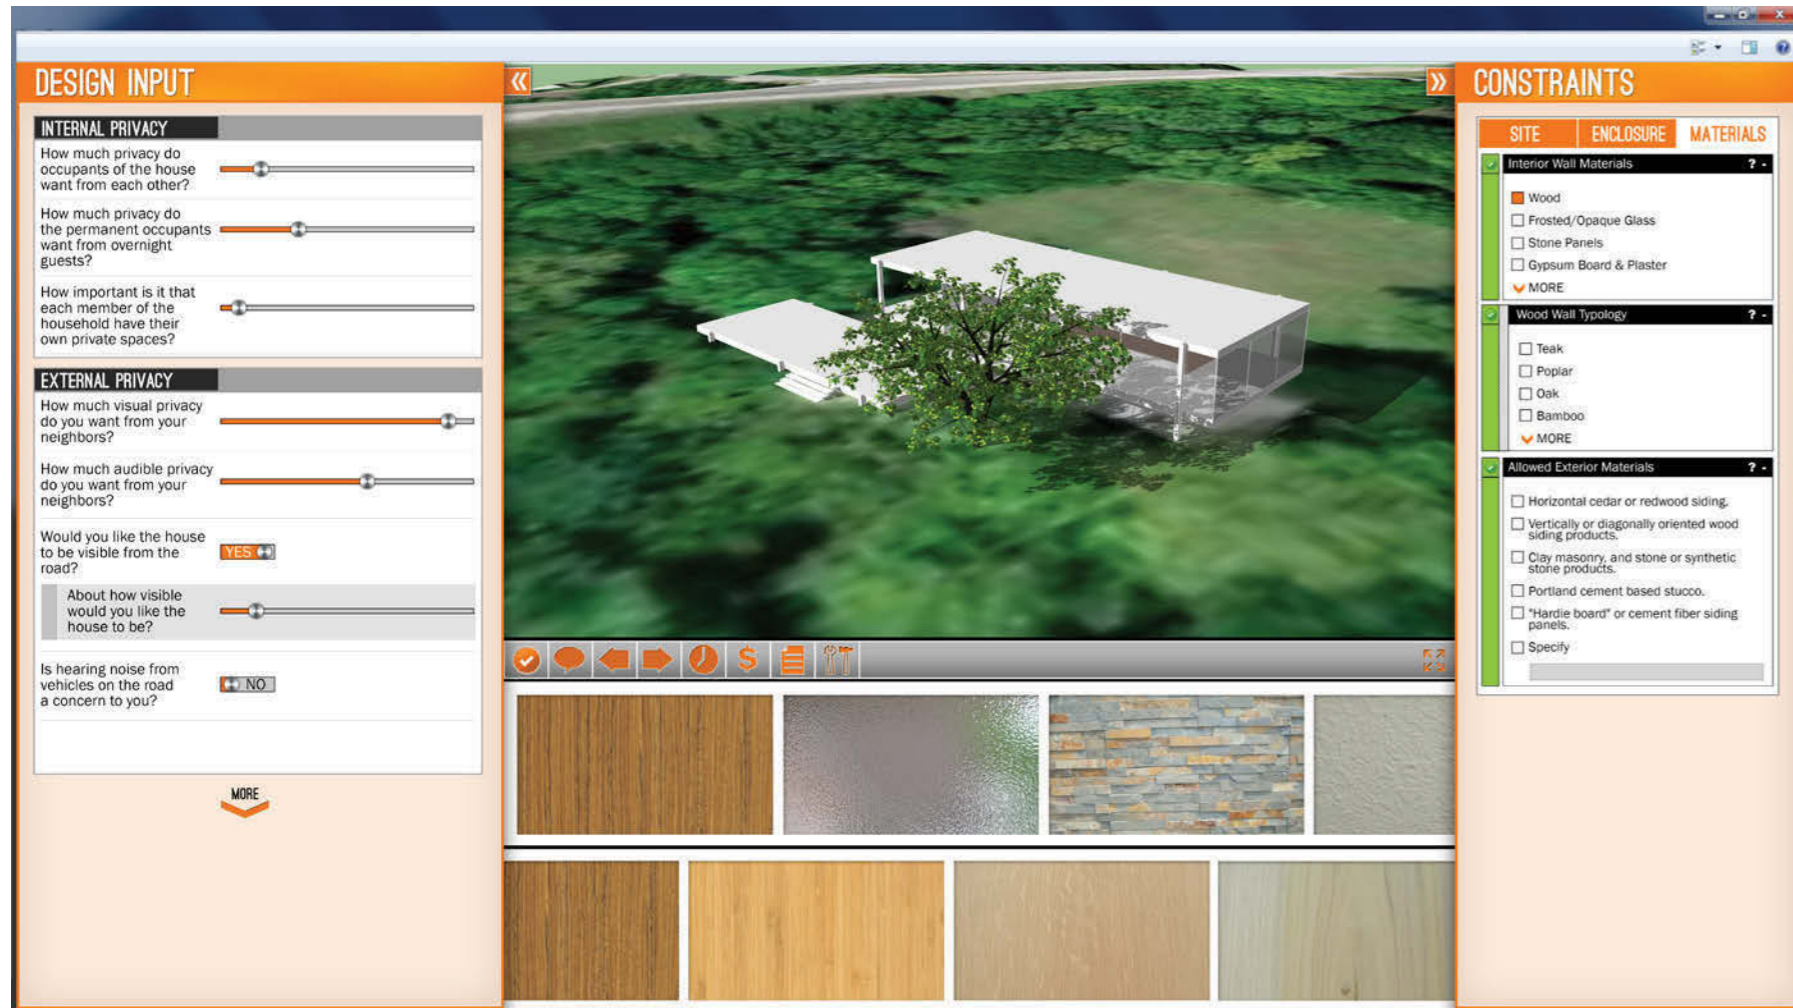 DESIGN INPUT
INTERNAL PRIVACY
How much privacy do
occupants of the house
want from each other?
How much privacy do
the permanent occupants
want from overnight
guests?
How important is it that
each member of the
household have their
own private spaces?
EXTERNAL PRIVACY
How much visual privacy
do you want from your
neighbors?
How much audible privacy
do you want from your
neighbors?
Would you like the house
to be visible from the
road?
YES
About how visible
would you like the
house to be?
Is hearing noise from
vehicles on the road
a concern to you?
NO
MORE
$
CONSTRAINTS
SITE
ENCLOSURE
MATERIALS
Interior Wall Materials ? -
Wood
Frosted/Opaque Glass
Stone Panels
Gypsum Board & Plaster
MORE
Wood Wall Typology ? -
Teak
Poplar
Oak
Bamboo
MORE
Allowed Exterior Materials ? -
Horizontal cedar or redwood siding.
Vertically or diagonally oriented wood
siding products.
Clay masonry, and stone or synthetic
stone products.
Portland cement based stucco.
"Hardie board" or cement fiber siding
panels.
Specify